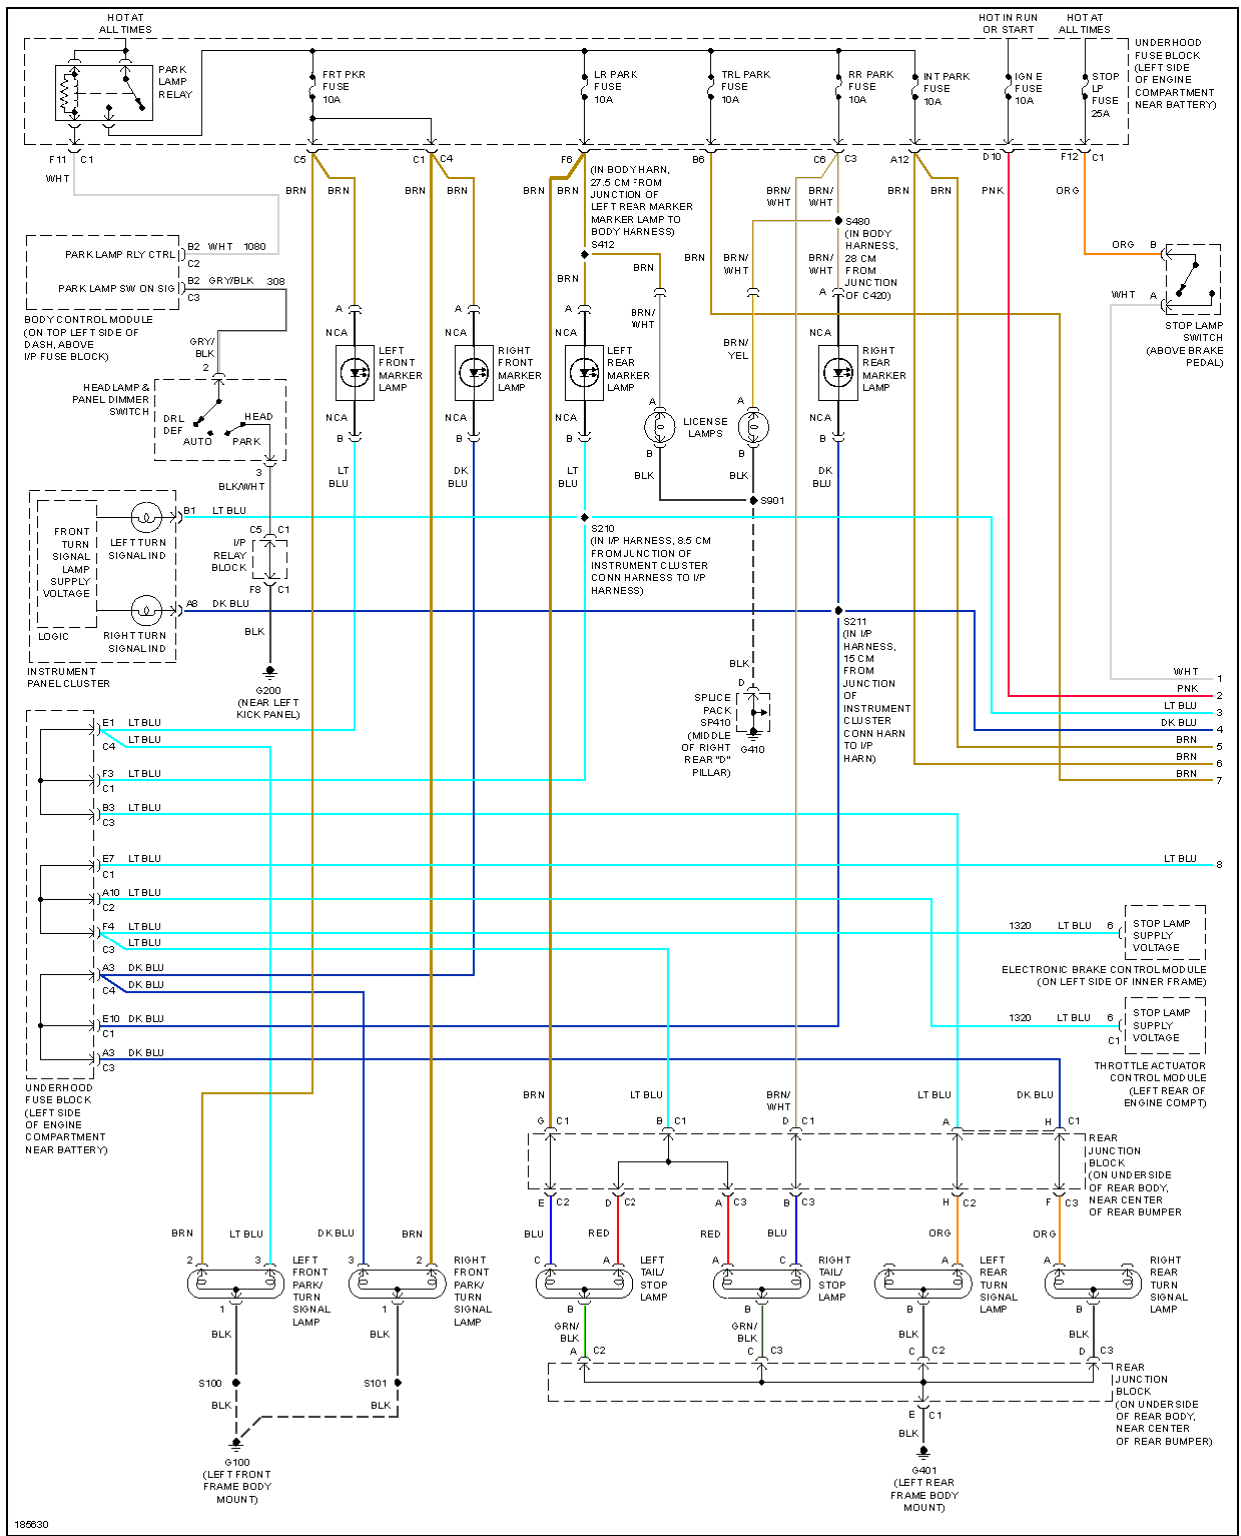 HOT AT
ALL TIMES
HOT IN RUN
OR START
HOT AT
ALL TIMES
PARK
LAMP
RELAY
FRT PKR
FUSE
10A
LR PARK
FUSE
10A
TRL PARK
FUSE
10A
RR PARK
FUSE
10A
INT PARK
FUSE
10A
IGN E
FUSE
10A
STOP
LP
FUSE
25A
UNDERHOOD
FUSE BLOCK
(LEFT SIDE
OF ENGINE
COMPARTMENT
NEAR BATTERY)
F11 C1
C5
C1 C4
F6
B6
C6 C3
A12
D10
F12 C1
WHT
BRN BRN
BRN BRN
BRN BRN
(IN BODY HARN,
27.5 CM FROM
JUNCTION OF
LEFT REAR MARKER
MARKER LAMP TO
BODY HARNESS)
S412
BRN/
WHT
BRN/
WHT
BRN BRN
PNK
ORG
S480
(IN BODY
HARNESS,
28 CM
FROM
JUNCTION
OF C420)
PARK LAMP RLY CTRL
B2 WHT 1080
C2
PARK LAMP SW ON SIG
B2 GRY/BLK 308
C3
BODY CONTROL MODULE
(ON TOP LEFT SIDE OF
DASH, ABOVE
I/P FUSE BLOCK)
BRN
BRN
BRN
BRN/
WHT
BRN/
WHT
ORG B
WHT A
STOP LAMP
SWITCH
(ABOVE BRAKE
PEDAL)
GRY/
BLK
2
A
A
A
A
BRN/
WHT
BRN/
YEL
NCA
NCA
NCA
NCA
LEFT
FRONT
MARKER
LAMP
RIGHT
FRONT
MARKER
LAMP
LEFT
REAR
MARKER
LAMP
RIGHT
REAR
MARKER
LAMP
HEADLAMP &
PANEL DIMMER
SWITCH
DRL
DEF
HEAD
AUTO PARK
3
BLK/WHT
NCA
B
NCA
B
NCA
B
NCA
B
A
A
LICENSE
LAMPS
B
B
LT
BLU
DK
BLU
LT
BLU
BLK
BLK
DK
BLU
S901
FRONT
TURN
SIGNAL
LAMP
SUPPLY
VOLTAGE
LOGIC
LEFT TURN
SIGNAL IND
RIGHT TURN
SIGNAL IND
INSTRUMENT
PANEL CLUSTER
B1 LT BLU
A8 DK BLU
C5 C1
I/P
RELAY
BLOCK
F8 C1
BLK
G200
(NEAR LEFT
KICK PANEL)
S210
(IN I/P HARNESS, 8.5 CM
FROM JUNCTION OF
INSTRUMENT CLUSTER
CONN HARNESS TO I/P
HARNESS)
S211
(IN I/P
HARNESS,
15 CM
FROM
JUNCTION
OF
INSTRUMENT
CLUSTER
CONN HARN
TO I/P
HARN)
BLK
D
SPLICE
PACK
SP410
(MIDDLE
OF RIGHT
REAR "D"
PILLAR)
G410
WHT 1
PNK 2
LT BLU 3
DK BLU 4
BRN 5
BRN 6
BRN 7
LT BLU 8
E1 LT BLU
C4 LT BLU
F3 LT BLU
C1
B3 LT BLU
C3
E7 LT BLU
C1
A10 LT BLU
C2
F4 LT BLU
C3 LT BLU
A3 DK BLU
C4 DK BLU
E10 DK BLU
C1
A3 DK BLU
C3
UNDERHOOD
FUSE BLOCK
(LEFT SIDE
OF ENGINE
COMPARTMENT
NEAR BATTERY)
1320 LT BLU 6
STOP LAMP
SUPPLY
VOLTAGE
ELECTRONIC BRAKE CONTROL MODULE
(ON LEFT SIDE OF INNER FRAME)
1320 LT BLU 6
C1
STOP LAMP
SUPPLY
VOLTAGE
THROTTLE ACTUATOR
CONTROL MODULE
(LEFT REAR OF
ENGINE COMPT)
BRN
LT BLU
BRN/
WHT
LT BLU
DK BLU
G C1
B C1
D C1
A
H C1
REAR
JUNCTION
BLOCK
(ON UNDERSIDE
OF REAR BODY,
NEAR CENTER
OF REAR BUMPER
E C2
D C2
A C3
B C3
H C2
F C3
BRN
LT BLU
DK BLU
BRN
BLU
RED
RED
BLU
ORG
ORG
2 3
3 2
C A
A C
A
A
LEFT
FRONT
PARK/
TURN
SIGNAL
LAMP
RIGHT
FRONT
PARK/
TURN
SIGNAL
LAMP
LEFT
TAIL/
STOP
LAMP
RIGHT
TAIL/
STOP
LAMP
LEFT
REAR
TURN
SIGNAL
LAMP
RIGHT
REAR
TURN
SIGNAL
LAMP
1
1
B
B
B
B
BLK
BLK
GRN/
BLK
GRN/
BLK
BLK
BLK
A C2
C C3
C C2
D C3
S100
S101
BLK
BLK
G100
(LEFT FRONT
FRAME BODY
MOUNT)
REAR
JUNCTION
BLOCK
(ON UNDERSIDE
OF REAR BODY,
NEAR CENTER
OF REAR BUMPER)
E C1
BLK
G401
(LEFT REAR
FRAME BODY
MOUNT)
185630